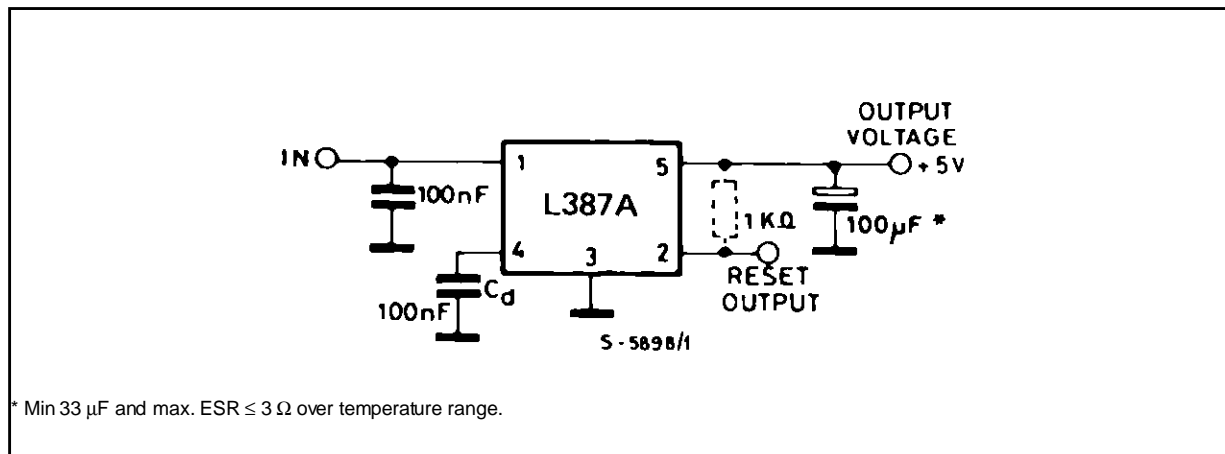 OUTPUT
VOLTAGE
IN
1
5
+5V
100nF
L387A
1KΩ
100µF *
4
3
2
Cd
100nF
RESET
OUTPUT
S-5898/1
* Min 33 µF and max. ESR ≤ 3 Ω over temperature range.